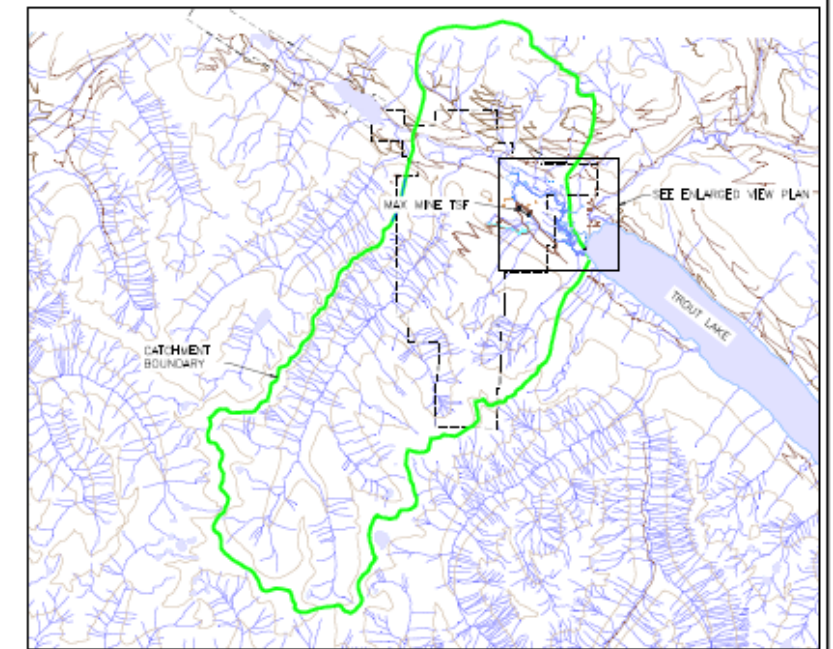 MAX MINE TSF
SEE ENLARGED VIEW PLAN
TROUT LAKE
CATCHMENT
BOUNDARY